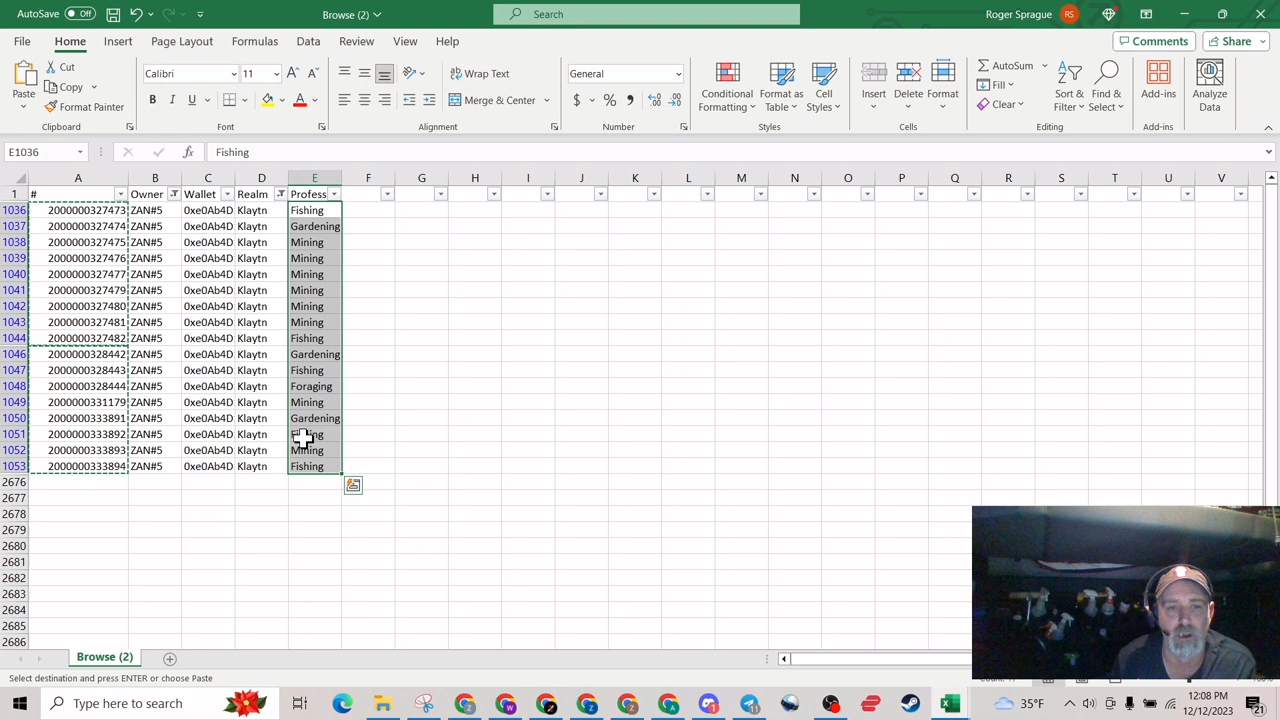 AutoSave Off Browse (2) Search Roger Sprague RS
File Home Insert Page Layout Formulas Data Review View Help Comments Share
Paste Cut Copy Format Painter Clipboard
Calibri 11 B I U A Font
Wrap Text Merge & Center Alignment
General $ % , Number
Conditional Formatting Format as Table Cell Styles Styles
Insert Delete Format Cells
AutoSum Fill Clear Sort & Filter Find & Select Editing
Add-ins Add-ins
Analyze Data
E1036 fx Fishing
A B C D E F G H I J K L M N O P Q R S T U V
1 # Owner Wallet Realm Profess
1036 2000000327473 ZAN#5 0xe0Ab4D Klaytn Fishing
1037 2000000327474 ZAN#5 0xe0Ab4D Klaytn Gardening
1038 2000000327475 ZAN#5 0xe0Ab4D Klaytn Mining
1039 2000000327476 ZAN#5 0xe0Ab4D Klaytn Mining
1040 2000000327477 ZAN#5 0xe0Ab4D Klaytn Mining
1041 2000000327479 ZAN#5 0xe0Ab4D Klaytn Mining
1042 2000000327480 ZAN#5 0xe0Ab4D Klaytn Mining
1043 2000000327481 ZAN#5 0xe0Ab4D Klaytn Mining
1044 2000000327482 ZAN#5 0xe0Ab4D Klaytn Fishing
1046 2000000328442 ZAN#5 0xe0Ab4D Klaytn Gardening
1047 2000000328443 ZAN#5 0xe0Ab4D Klaytn Fishing
1048 2000000328444 ZAN#5 0xe0Ab4D Klaytn Foraging
1049 2000000331179 ZAN#5 0xe0Ab4D Klaytn Mining
1050 2000000333891 ZAN#5 0xe0Ab4D Klaytn Gardening
1051 2000000333892 ZAN#5 0xe0Ab4D Klaytn
1052 2000000333893 ZAN#5 0xe0Ab4D Klaytn Mining
1053 2000000333894 ZAN#5 0xe0Ab4D Klaytn Fishing
2676
2677
2678
2679
2680
2681
2682
2683
2684
2685
2686
Browse (2)
Select destination and press ENTER or choose Paste
Type here to search 35°F 12:08 PM
12/12/2023 21